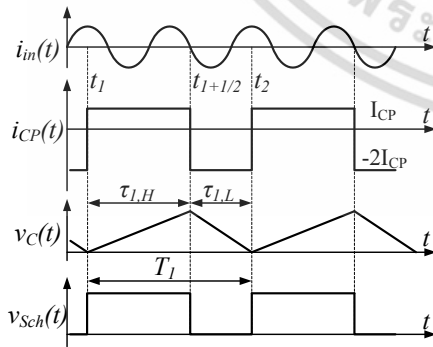 i_in(t) t
t_1 t_{1+1/2} t_2
i_CP(t) I_CP t
-2I_CP
τ_{1,H} τ_{1,L}
v_C(t) t
T_1
v_Sch(t) t